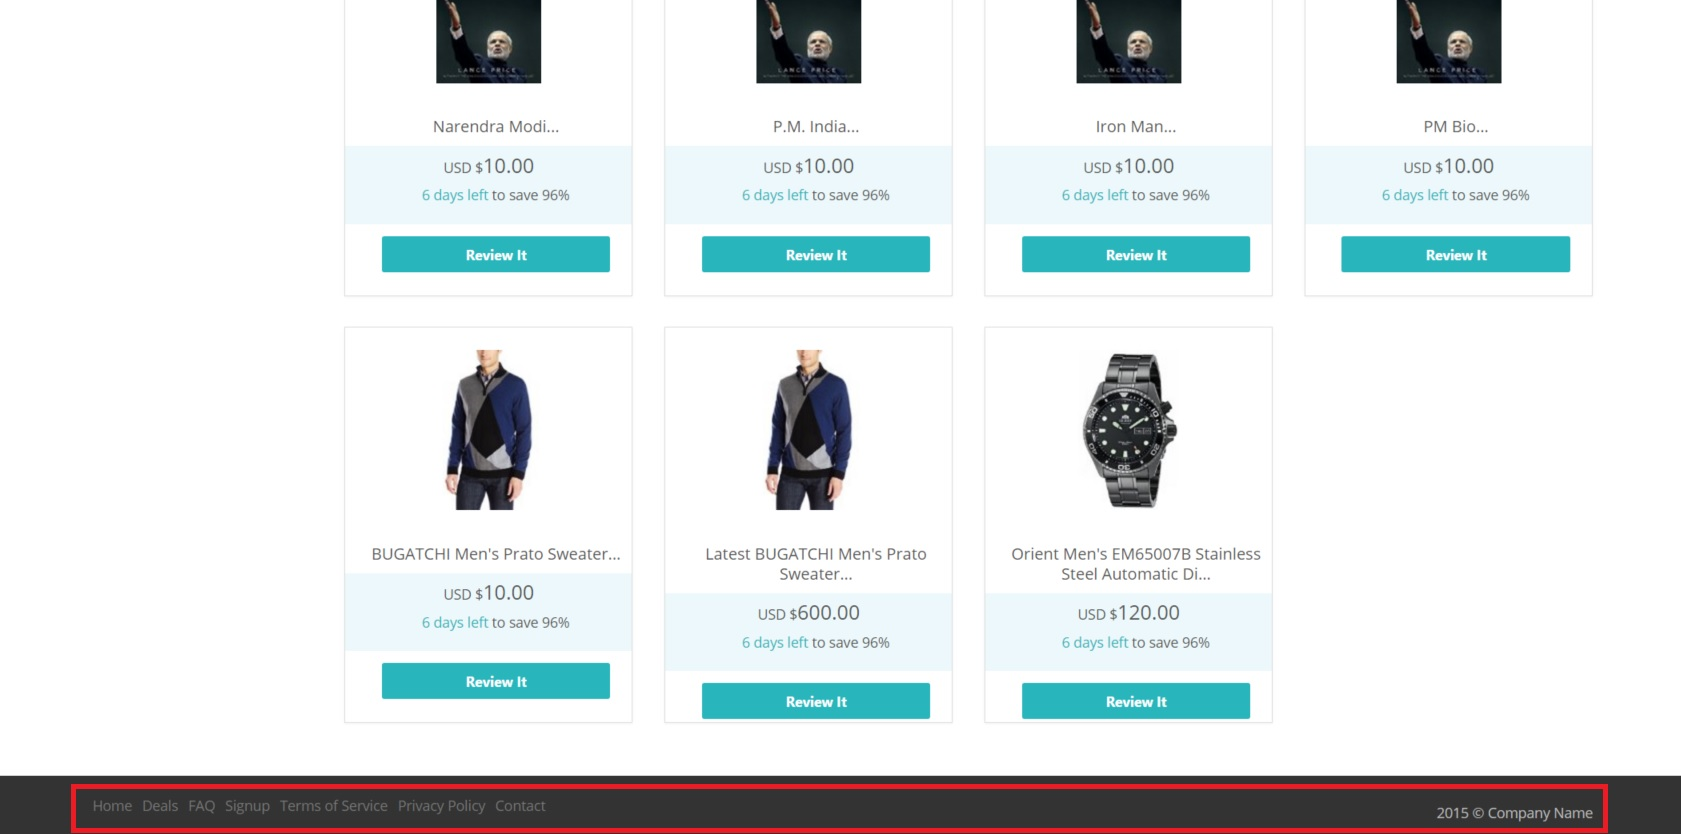 LANCE PRICE
LANCE PRICE
LANCE PRICE
LANCE PRICE
Narendra Modi...
P.M. India...
Iron Man...
PM Bio...
USD $10.00
USD $10.00
USD $10.00
USD $10.00
6 days left to save 96%
6 days left to save 96%
6 days left to save 96%
6 days left to save 96%
Review It
Review It
Review It
Review It
BUGATCHI Men's Prato Sweater...
USD $10.00
6 days left to save 96%
Review It
Latest BUGATCHI Men's Prato
Sweater...
USD $600.00
6 days left to save 96%
Review It
Orient Men's EM65007B Stainless
Steel Automatic Di...
USD $120.00
6 days left to save 96%
Review It
Home Deals FAQ Signup Terms of Service Privacy Policy Contact
2015 © Company Name